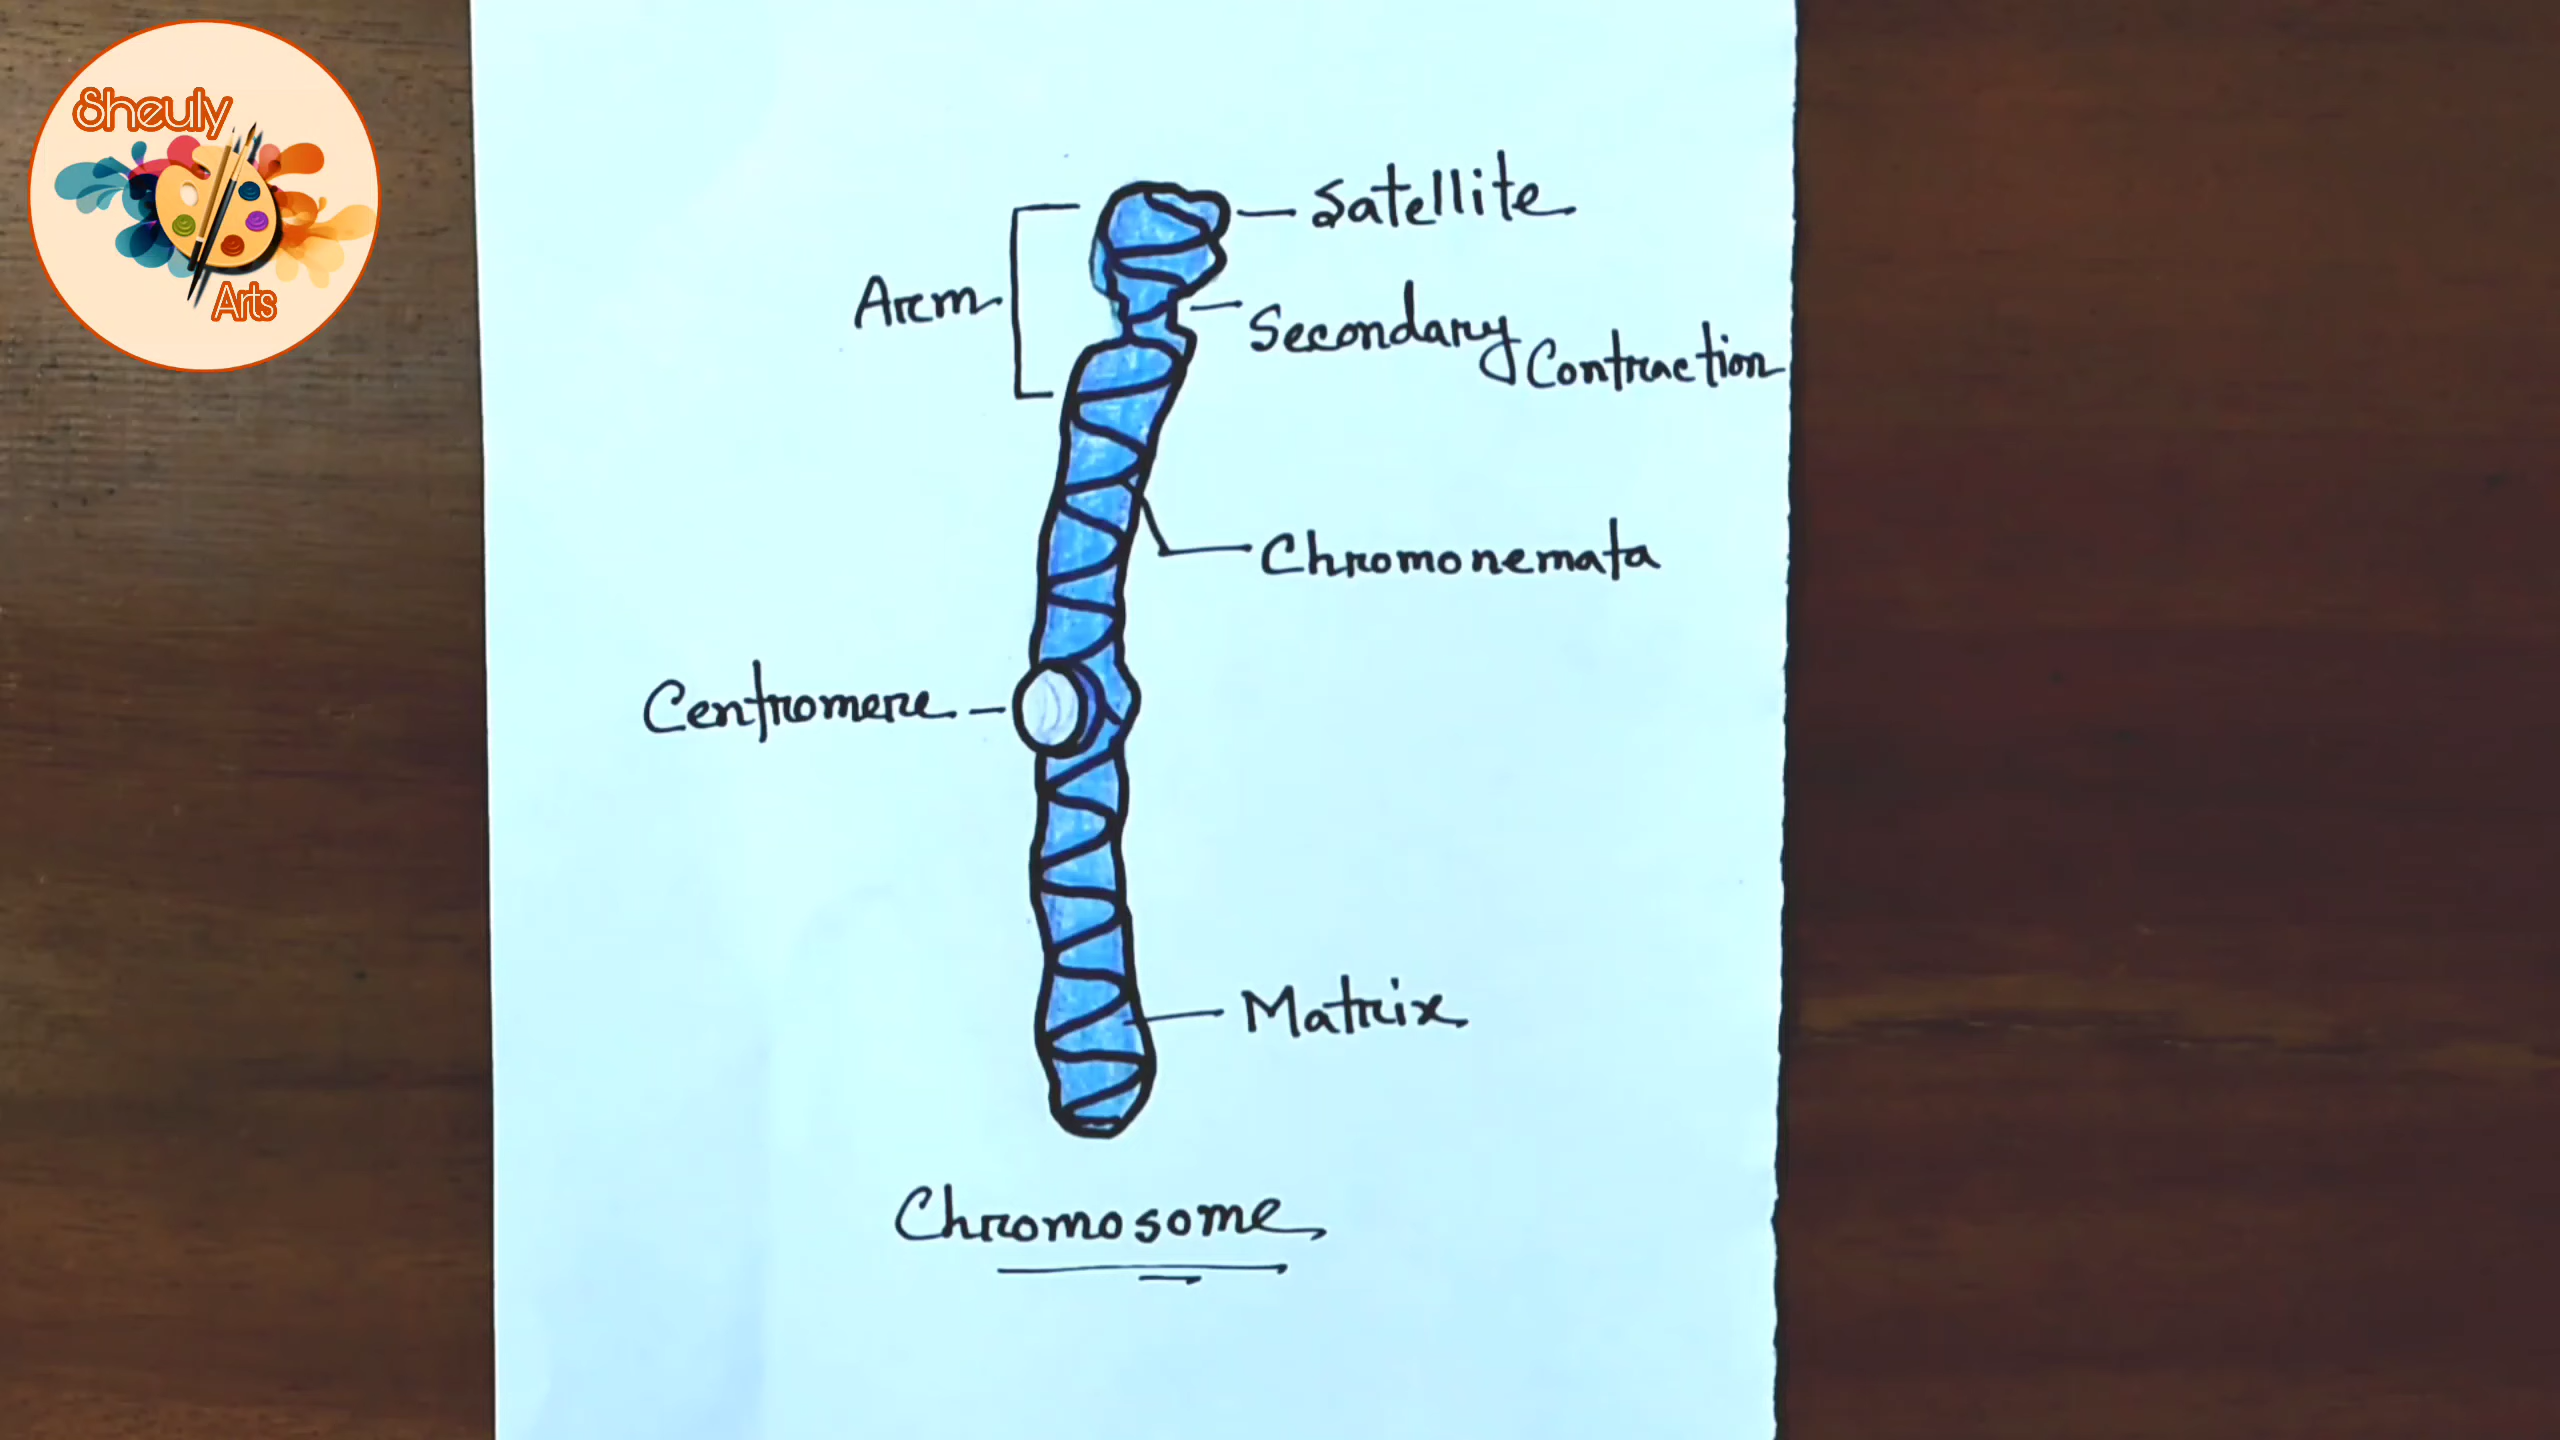 Sheuly
Arts
Satellite
Arm
Secondary Contraction
Chromonemata
Centromere
Matrix
Chromosome